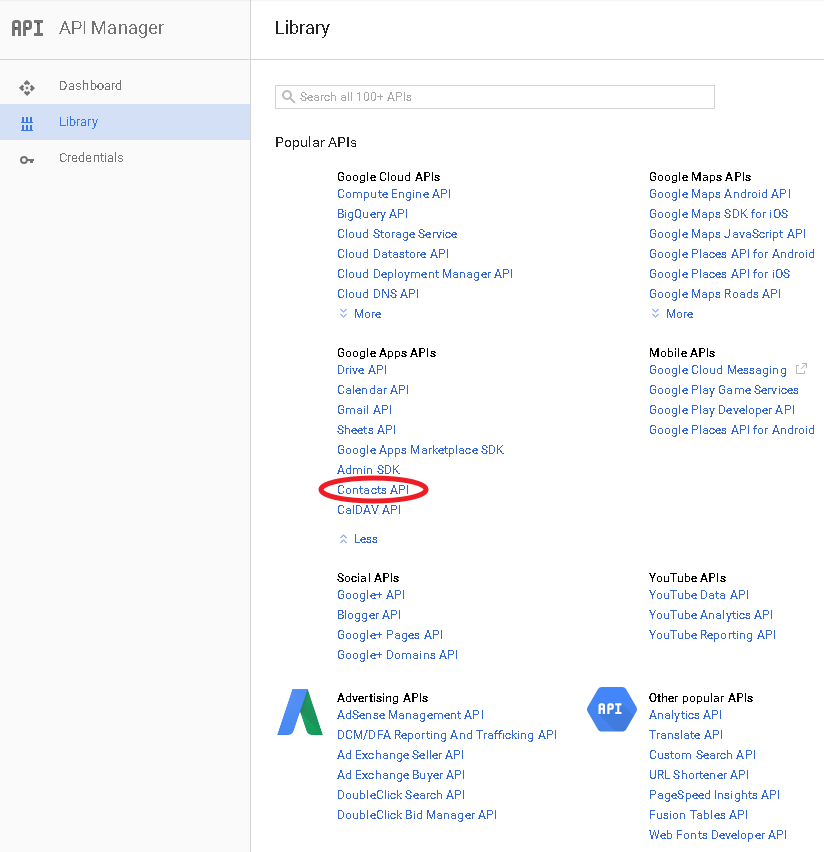 API API Manager
Library
Dashboard
Library
Credentials
Search all 100+ APIs
Popular APIs
Google Cloud APIs
Compute Engine API
BigQuery API
Cloud Storage Service
Cloud Datastore API
Cloud Deployment Manager API
Cloud DNS API
More
Google Maps APIs
Google Maps Android API
Google Maps SDK for iOS
Google Maps JavaScript API
Google Places API for Android
Google Places API for iOS
Google Maps Roads API
More
Google Apps APIs
Drive API
Calendar API
Gmail API
Sheets API
Google Apps Marketplace SDK
Admin SDK
Contacts API
CalDAV API
Less
Mobile APIs
Google Cloud Messaging
Google Play Game Services
Google Play Developer API
Google Places API for Android
Social APIs
Google+ API
Blogger API
Google+ Pages API
Google+ Domains API
YouTube APIs
YouTube Data API
YouTube Analytics API
YouTube Reporting API
Advertising APIs
AdSense Management API
DCM/DFA Reporting And Trafficking API
Ad Exchange Seller API
Ad Exchange Buyer API
DoubleClick Search API
DoubleClick Bid Manager API
API
Other popular APIs
Analytics API
Translate API
Custom Search API
URL Shortener API
PageSpeed Insights API
Fusion Tables API
Web Fonts Developer API